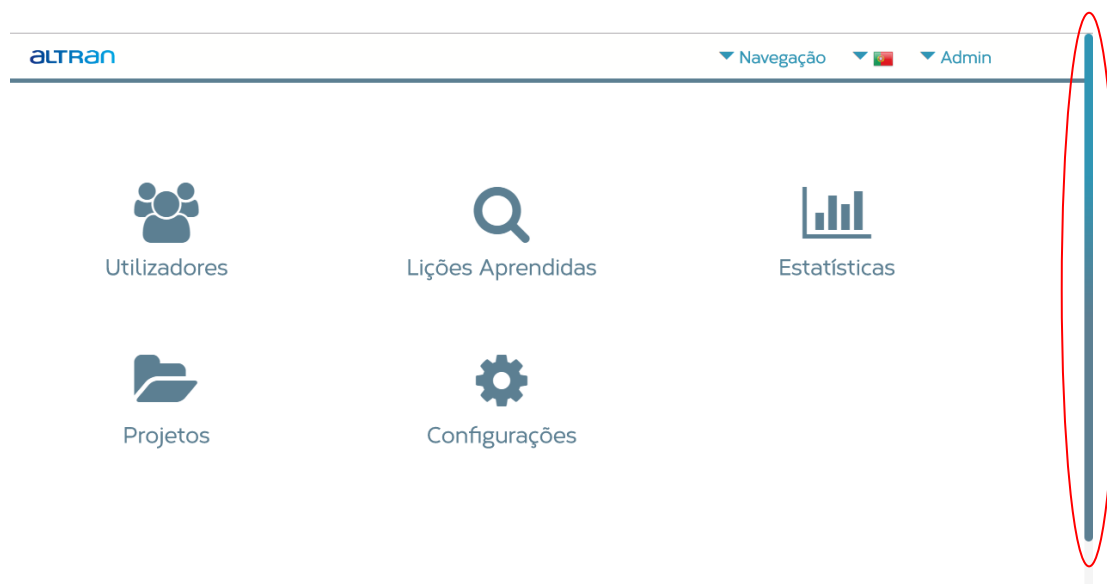 altran
Navegação Admin
Utilizadores Lições Aprendidas Estatísticas
Projetos Configurações